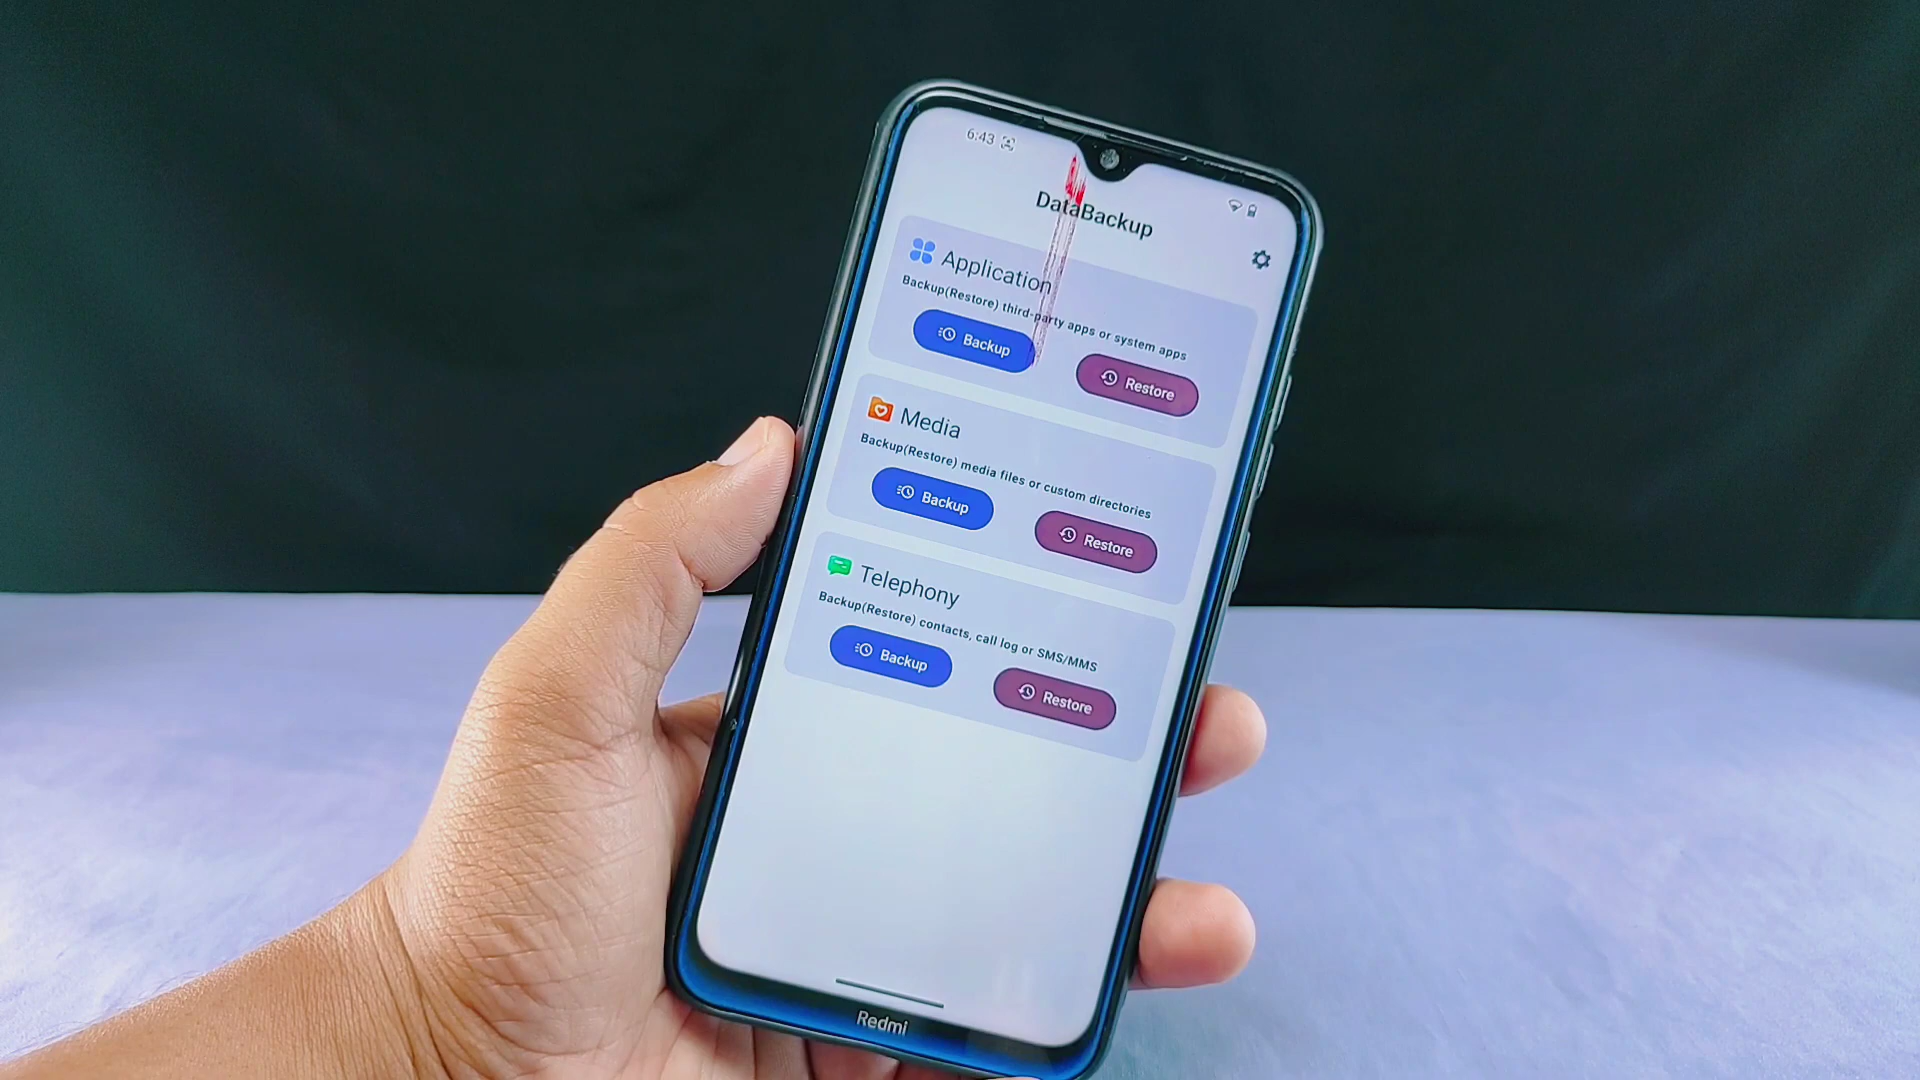 6:43
DataBackup
Application
Backup(Restore) third-party apps or system apps
Backup
Restore
Media
Backup(Restore) media files or custom directories
Backup
Restore
Telephony
Backup(Restore) contacts, call log or SMS/MMS
Backup
Restore
Redmi